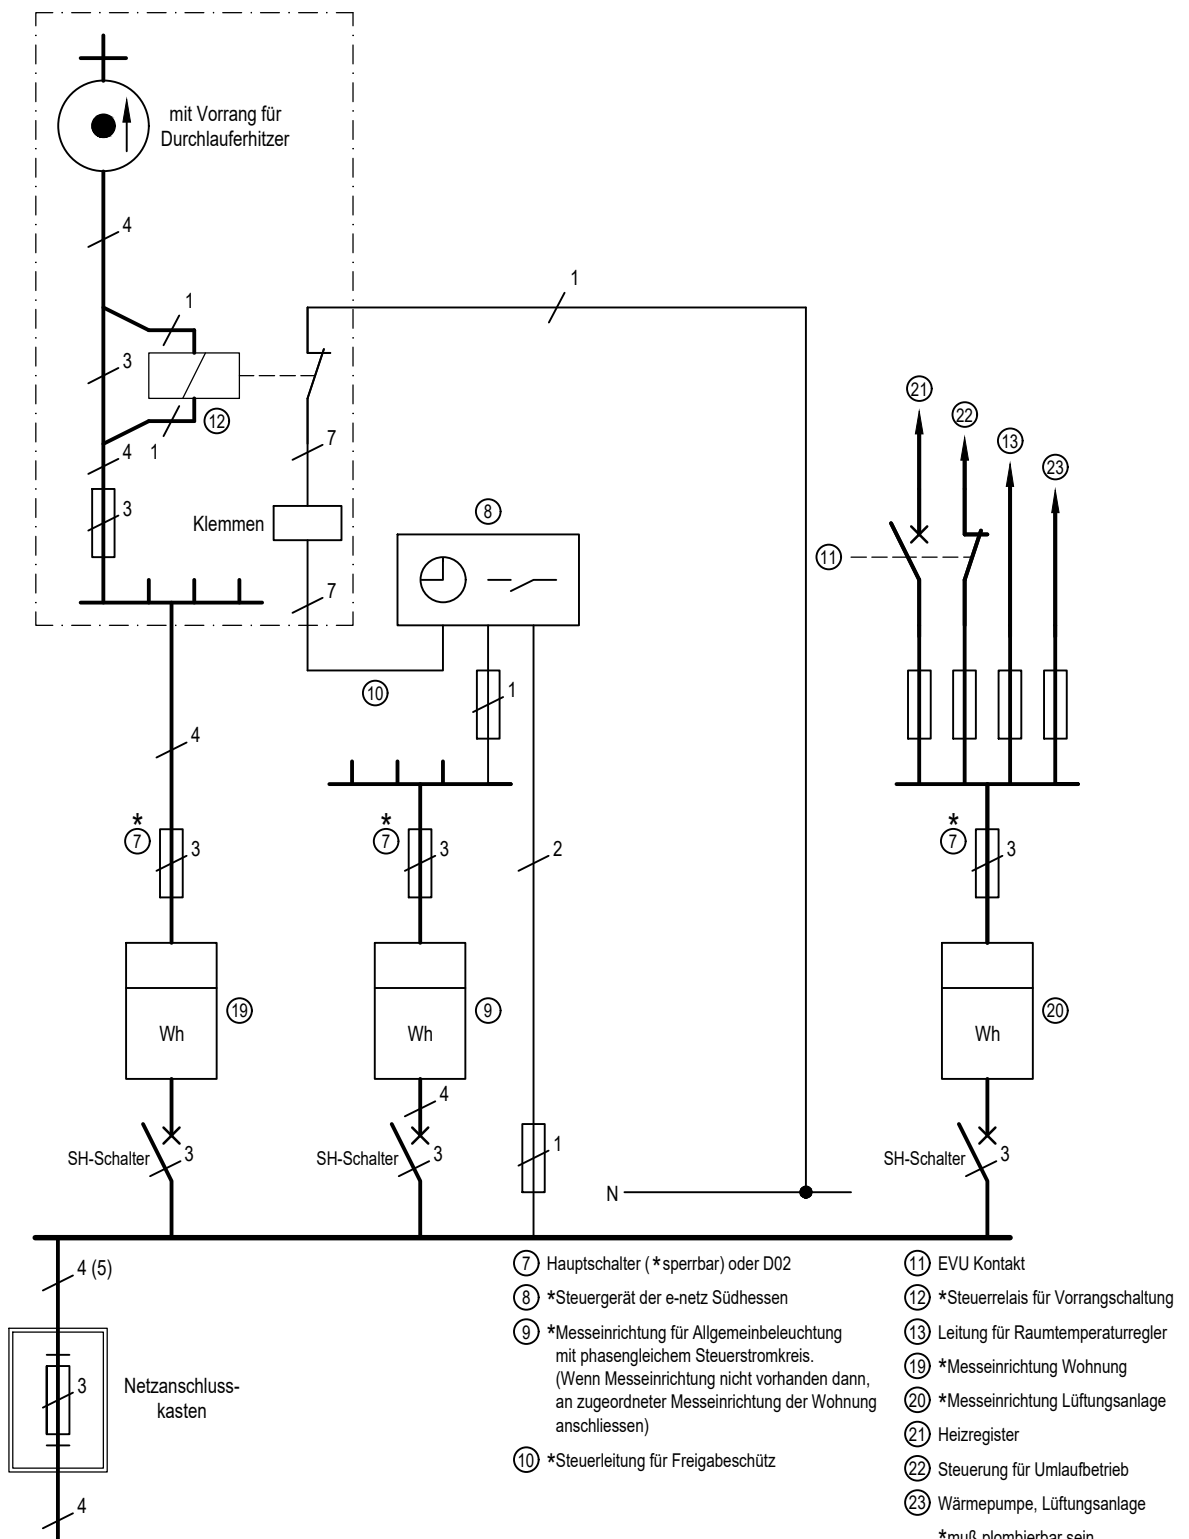 mit Vorrang für
Durchlauferhitzer
4
1
1
3
12
1
4
7
3
Klemmen
8
21
22
13
23
11
7
10
1
4
*
7
3
*
7
3
2
*
7
3
Wh
19
Wh
9
Wh
20
4
SH-Schalter
3
SH-Schalter
3
1
N
SH-Schalter
3
4 (5)
3
Netzanschluss-
kasten
4
7 Hauptschalter (*sperrbar) oder D02
8 *Steuergerät der e-netz Südhessen
9 *Messeinrichtung für Allgemeinbeleuchtung
mit phasengleichem Steuerstromkreis.
(Wenn Messeinrichtung nicht vorhanden dann,
an zugeordneter Messeinrichtung der Wohnung
anschliessen)
10 *Steuerleitung für Freigabeschütz
11 EVU Kontakt
12 *Steuerrelais für Vorrangschaltung
13 Leitung für Raumtemperaturregler
19 *Messeinrichtung Wohnung
20 *Messeinrichtung Lüftungsanlage
21 Heizregister
22 Steuerung für Umlaufbetrieb
23 Wärmepumpe, Lüftungsanlage
*muß plombierbar sein